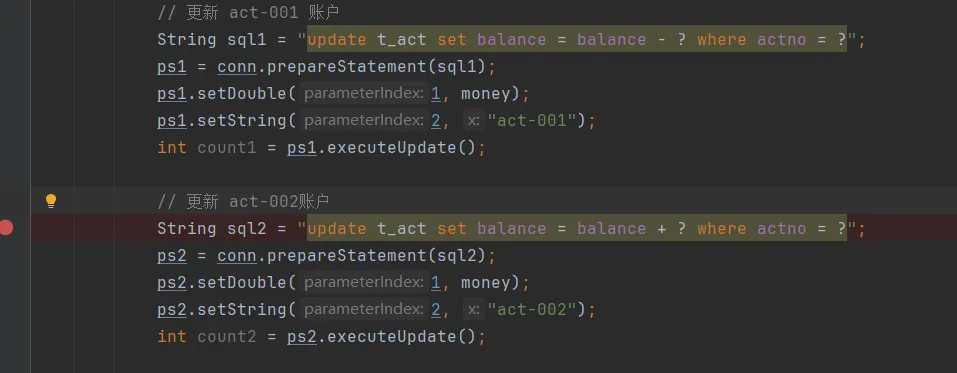 // 更新 act-001 账户
String sql1 = "update t_act set balance = balance - ? where actno = ?";
ps1 = conn.prepareStatement(sql1);
ps1.setDouble( parameterIndex: 1, money);
ps1.setString( parameterIndex: 2, x: "act-001");
int count1 = ps1.executeUpdate();
// 更新 act-002账户
String sql2 = "update t_act set balance = balance + ? where actno = ?";
ps2 = conn.prepareStatement(sql2);
ps2.setDouble( parameterIndex: 1, money);
ps2.setString( parameterIndex: 2, x: "act-002");
int count2 = ps2.executeUpdate();